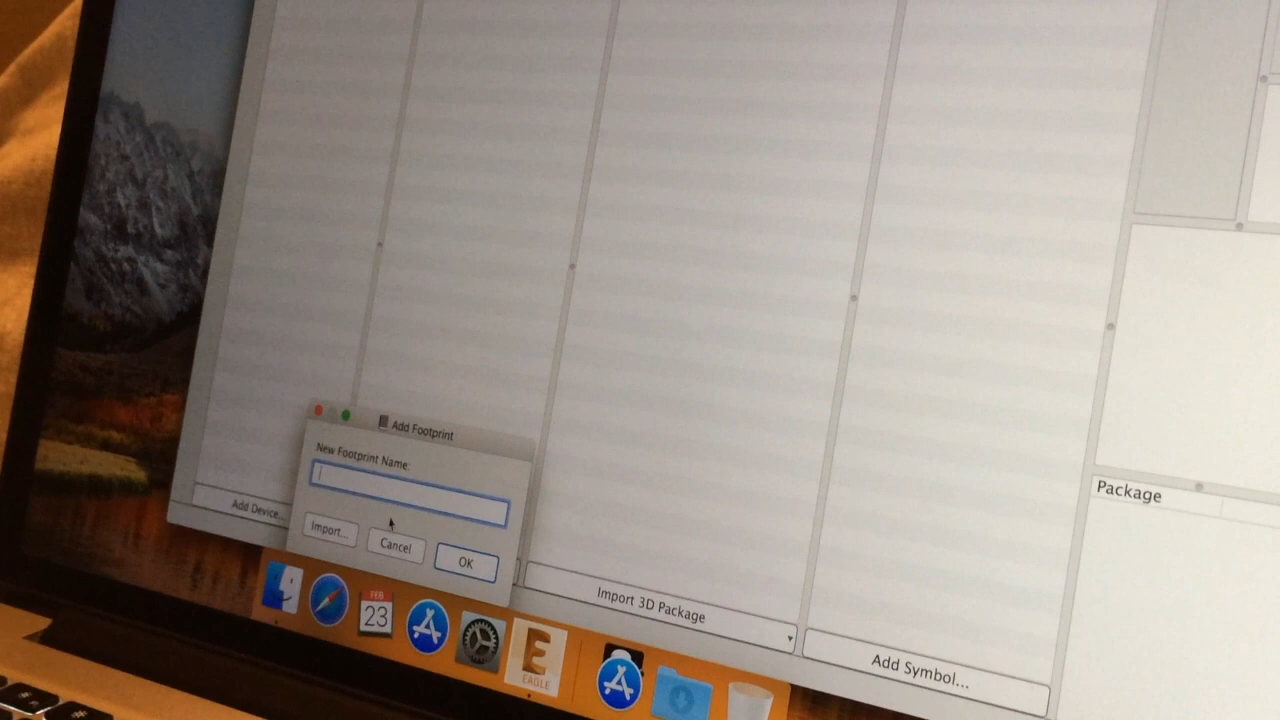 Add Footprint
New Footprint Name:
Import...
Cancel
OK
Add Device...
Import 3D Package
Add Symbol...
Package
FEB
23
E
EAGLE